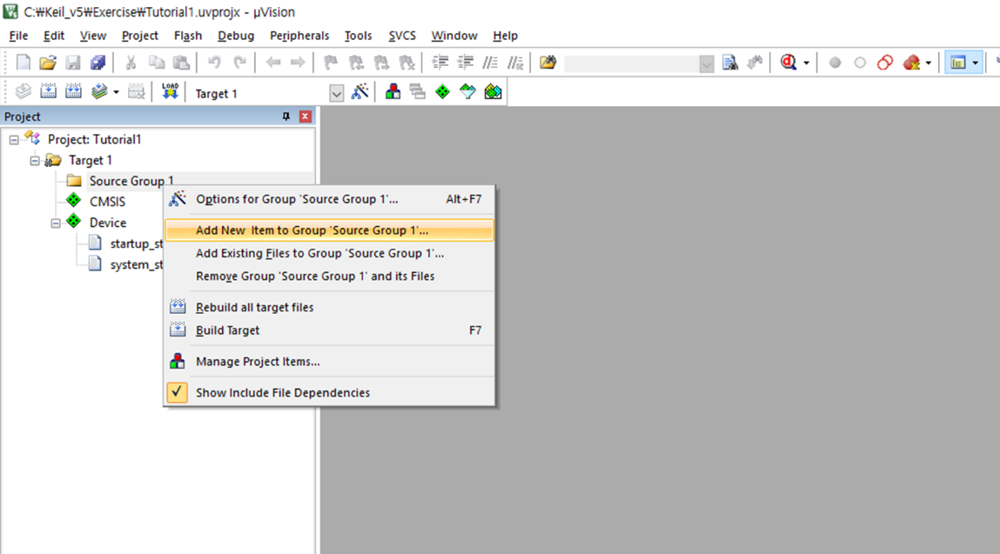 C:₩Keil_v5₩Exercise₩Tutorial1.uvprojx - µVision
File Edit View Project Flash Debug Peripherals Tools SVCS Window Help
LOAD Target 1
Project
Project: Tutorial1
Target 1
Source Group 1
CMSIS
Device
startup_st
system_st
Options for Group 'Source Group 1'... Alt+F7
Add New  Item to Group 'Source Group 1'...
Add Existing Files to Group 'Source Group 1'...
Remove Group 'Source Group 1' and its Files
Rebuild all target files
Build Target F7
Manage Project Items...
Show Include File Dependencies